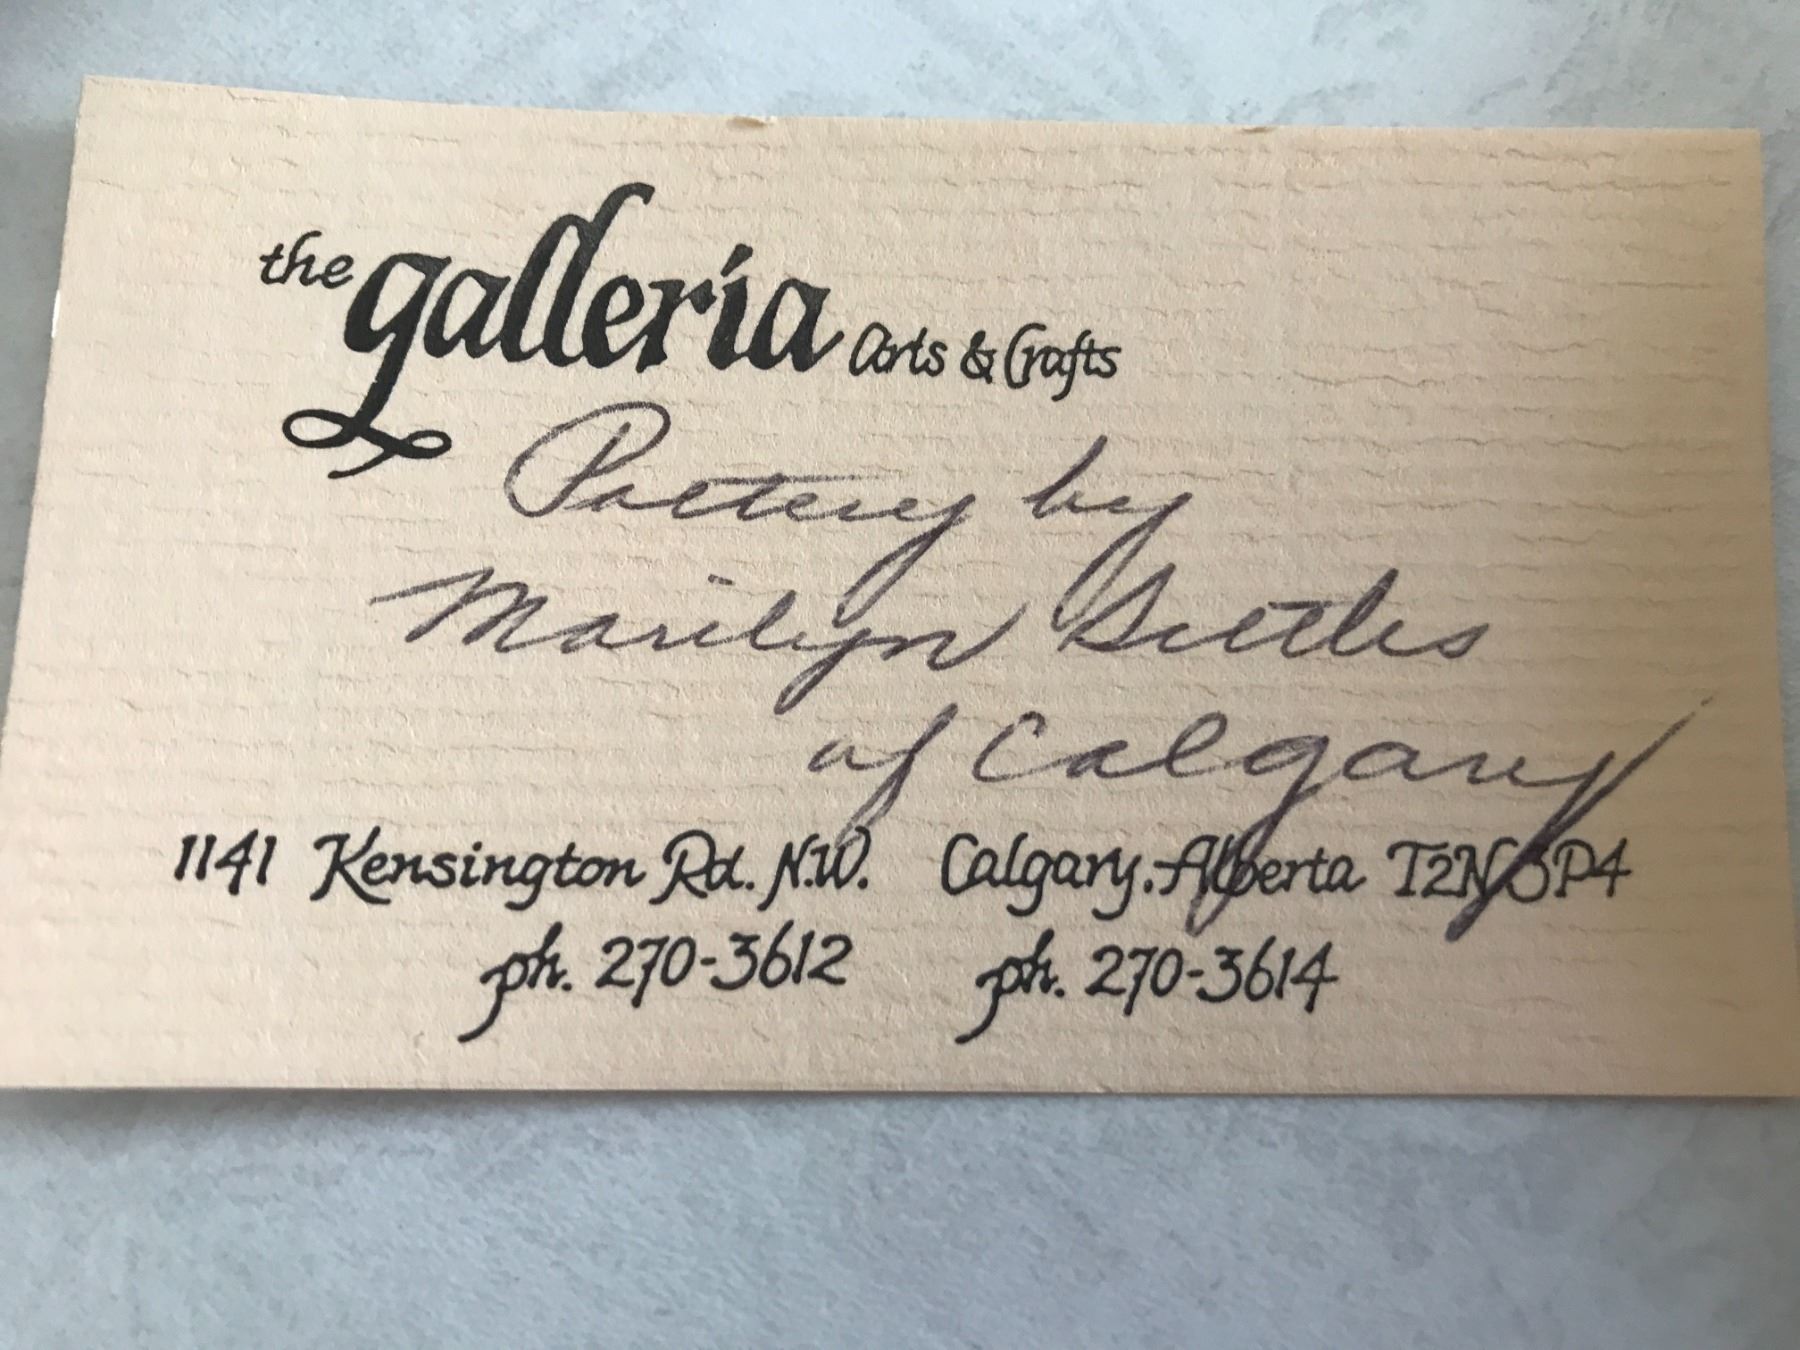 the galleria Arts & Crafts
Pottery by
Marilyn
of Calgary
1141 Kensington Rd. N.W. Calgary. Alberta T2N 3P4
ph. 270-3612 ph. 270-3614